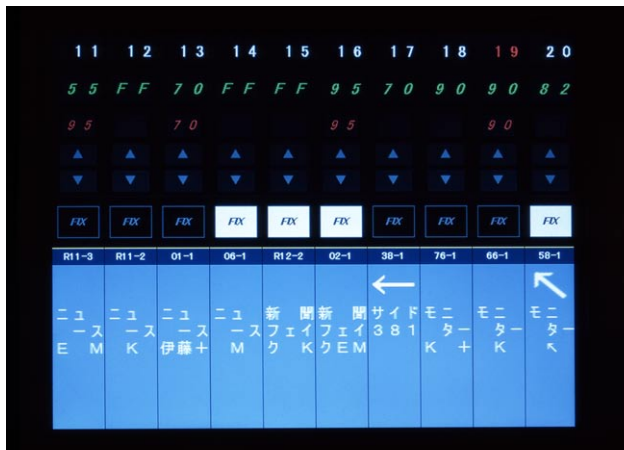 11 12 13 14 15 16 17 18 19 20
55 FF 70 FF FF 95 70 90 90 82
95 70 95 90
▲ ▲ ▲ ▲ ▲ ▲ ▲ ▲ ▲ ▲
▼ ▼ ▼ ▼ ▼ ▼ ▼ ▼ ▼ ▼
FIX FIX FIX FIX FIX FIX FIX FIX FIX FIX
R11-3 R11-2 01-1 06-1 R12-2 02-1 38-1 76-1 66-1 58-1
← ↖
ニュ ニュ ニュ ニュ 新聞 新聞 サイド モニ モニ モニ
ース ース ース ース フェイ フェイ 381 ター ター ター
EM K 伊藤+ M ク K クEM K + K ↖